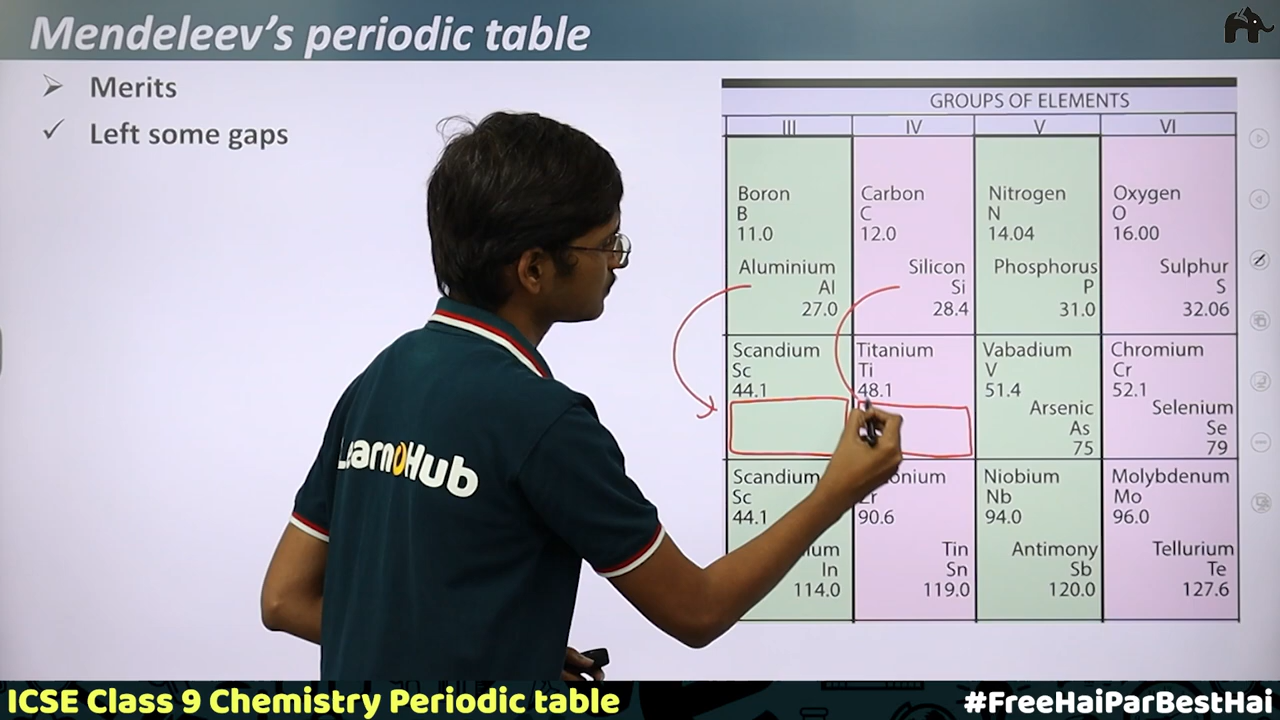 Mendeleev's periodic table
Merits
Left some gaps
GROUPS OF ELEMENTS
III IV V VI
Boron
B
11.0
Carbon
C
12.0
Nitrogen
N
14.04
Oxygen
O
16.00
Aluminium
Al
27.0
Silicon
Si
28.4
Phosphorus
P
31.0
Sulphur
S
32.06
Scandium
Sc
44.1
Titanium
Ti
48.1
Vabadium
V
51.4
Chromium
Cr
52.1
Arsenic
As
75
Selenium
Se
79
Scandium
Sc
44.1
90.6
Niobium
Nb
94.0
Molybdenum
Mo
96.0
In
114.0
Tin
Sn
119.0
Antimony
Sb
120.0
Tellurium
Te
127.6
LearnoHub
ICSE Class 9 Chemistry Periodic table
#FreeHaiParBestHai